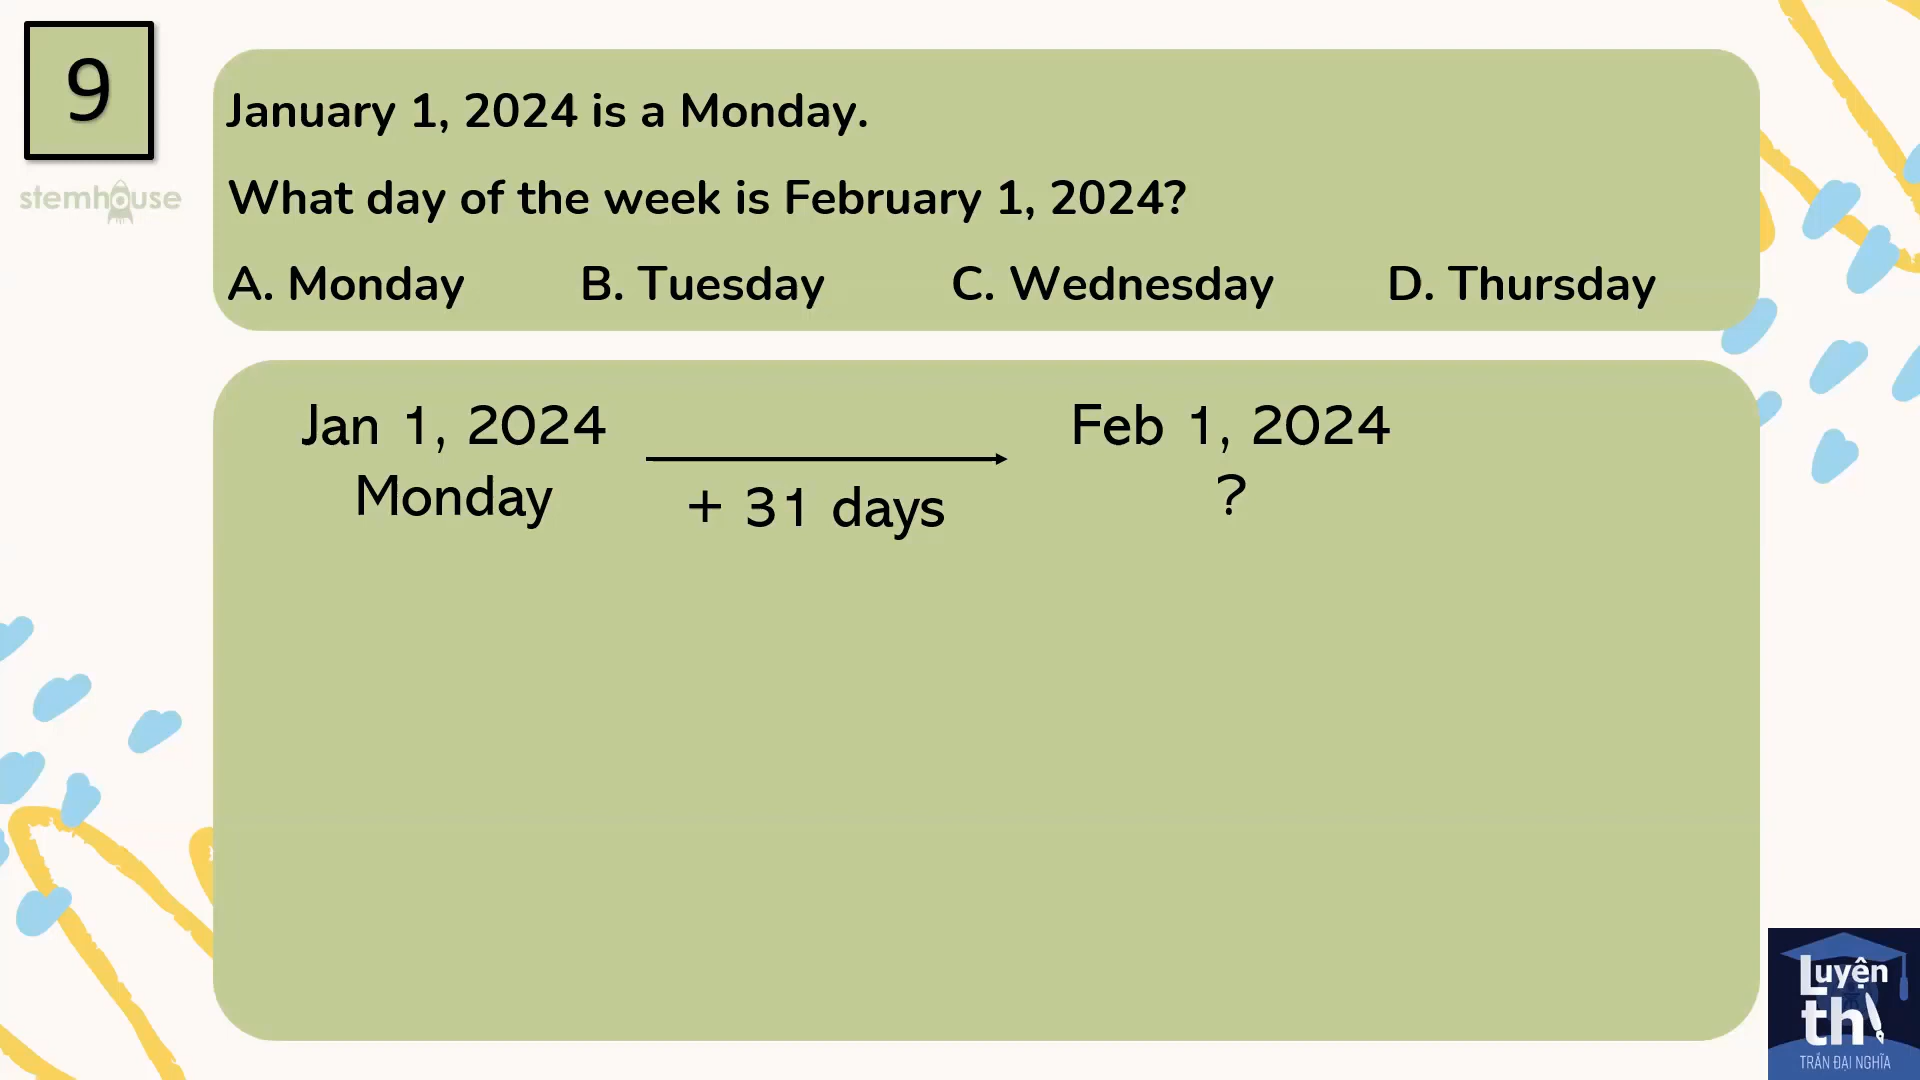 9
stemhouse
January 1, 2024 is a Monday.
What day of the week is February 1, 2024?
A. Monday B. Tuesday C. Wednesday D. Thursday
Jan 1, 2024 Feb 1, 2024
Monday + 31 days ?
Luyện
thi
TRẦN ĐẠI NGHĨA